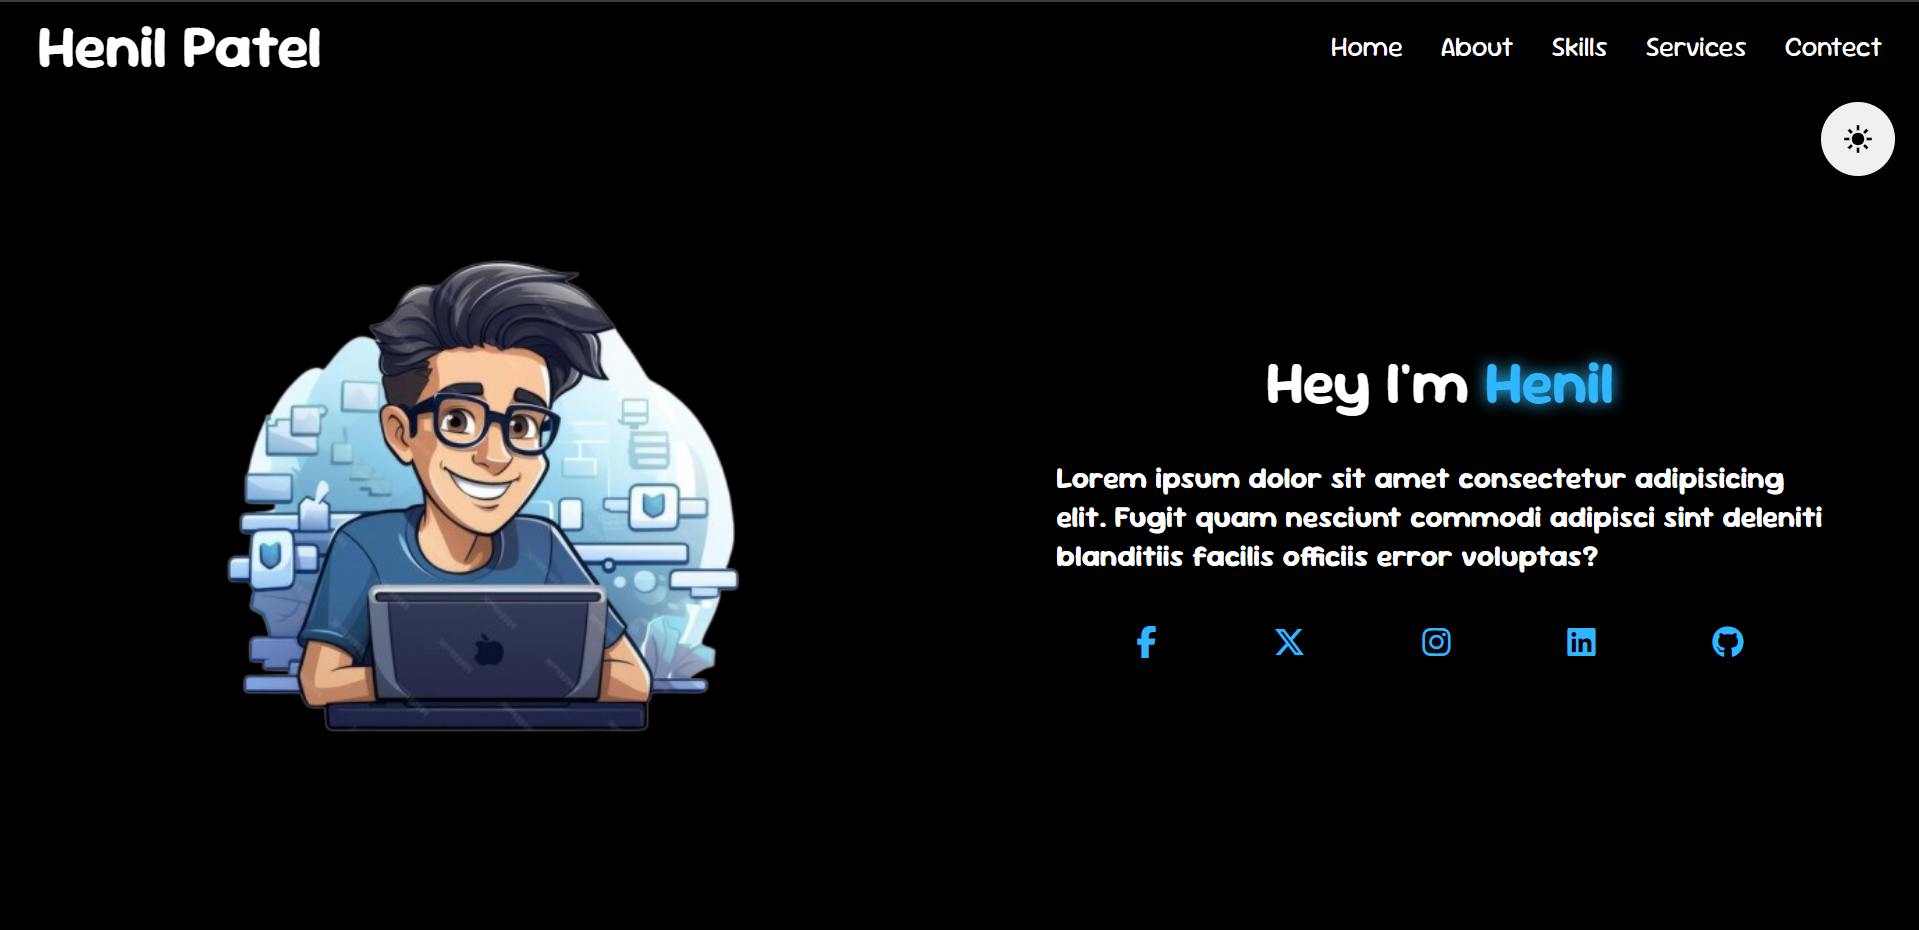 Henil Patel
Home About Skills Services Contect
Hey I'm Henil
Lorem ipsum dolor sit amet consectetur adipisicing
elit. Fugit quam nesciunt commodi adipisci sint deleniti
blanditiis facilis officiis error voluptas?